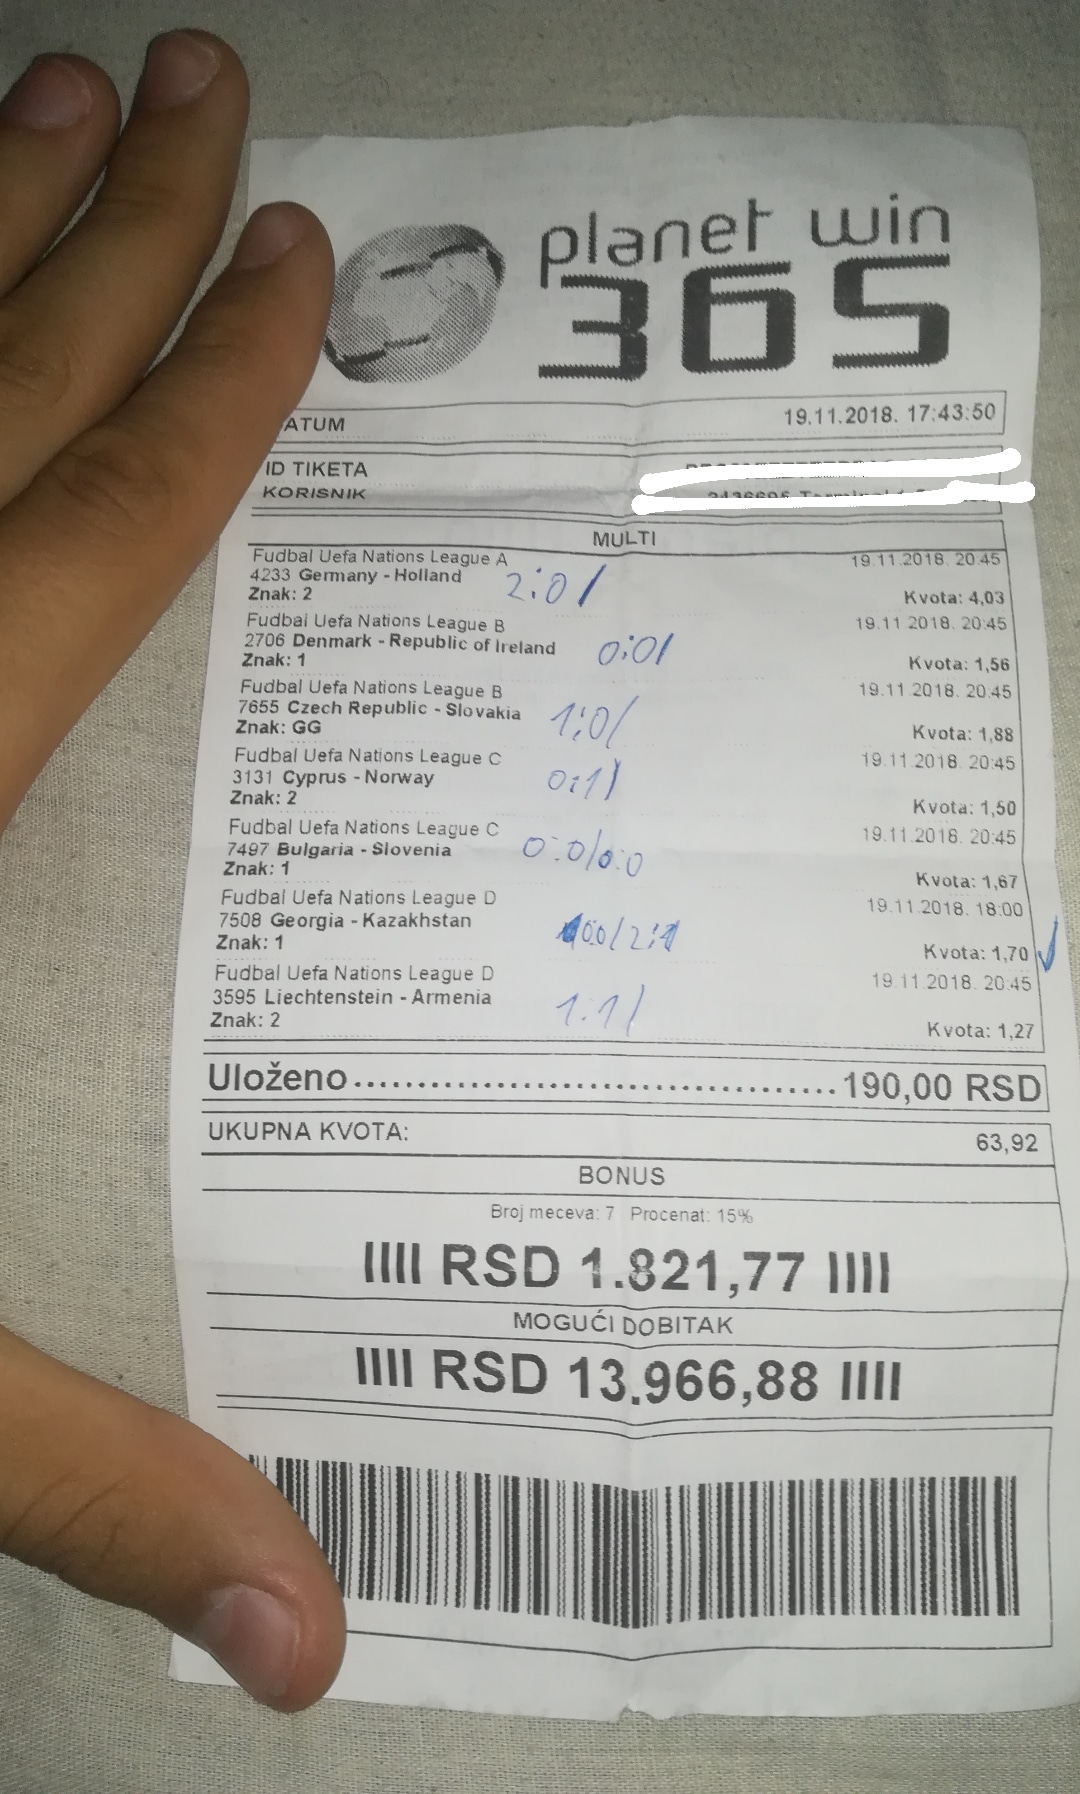 planet win
365
ATUM 19.11.2018. 17:43:50
ID TIKETA
KORISNIK
MULTI
Fudbal Uefa Nations League A 19.11.2018. 20:45
4233 Germany - Holland 2:0/
Znak: 2 Kvota: 4,03
Fudbal Uefa Nations League B 19.11.2018. 20:45
2706 Denmark - Republic of Ireland 0:0/
Znak: 1 Kvota: 1,56
Fudbal Uefa Nations League B 19.11.2018. 20:45
7655 Czech Republic - Slovakia 1:0/
Znak: GG Kvota: 1,88
Fudbal Uefa Nations League C 19.11.2018. 20:45
3131 Cyprus - Norway 0:1/
Znak: 2 Kvota: 1,50
Fudbal Uefa Nations League C 19.11.2018. 20:45
7497 Bulgaria - Slovenia 0:0/0:0
Znak: 1 Kvota: 1,67
Fudbal Uefa Nations League D 19.11.2018. 18:00
7508 Georgia - Kazakhstan 0:0/2:1
Znak: 1 Kvota: 1,70
Fudbal Uefa Nations League D 19.11.2018. 20:45
3595 Liechtenstein - Armenia 1:1/
Znak: 2 Kvota: 1,27
Uloženo...................................... 190,00 RSD
UKUPNA KVOTA: 63,92
BONUS
Broj meceva: 7 Procenat: 15%
IIII RSD 1.821,77 IIII
MOGUĆI DOBITAK
IIII RSD 13.966,88 IIII